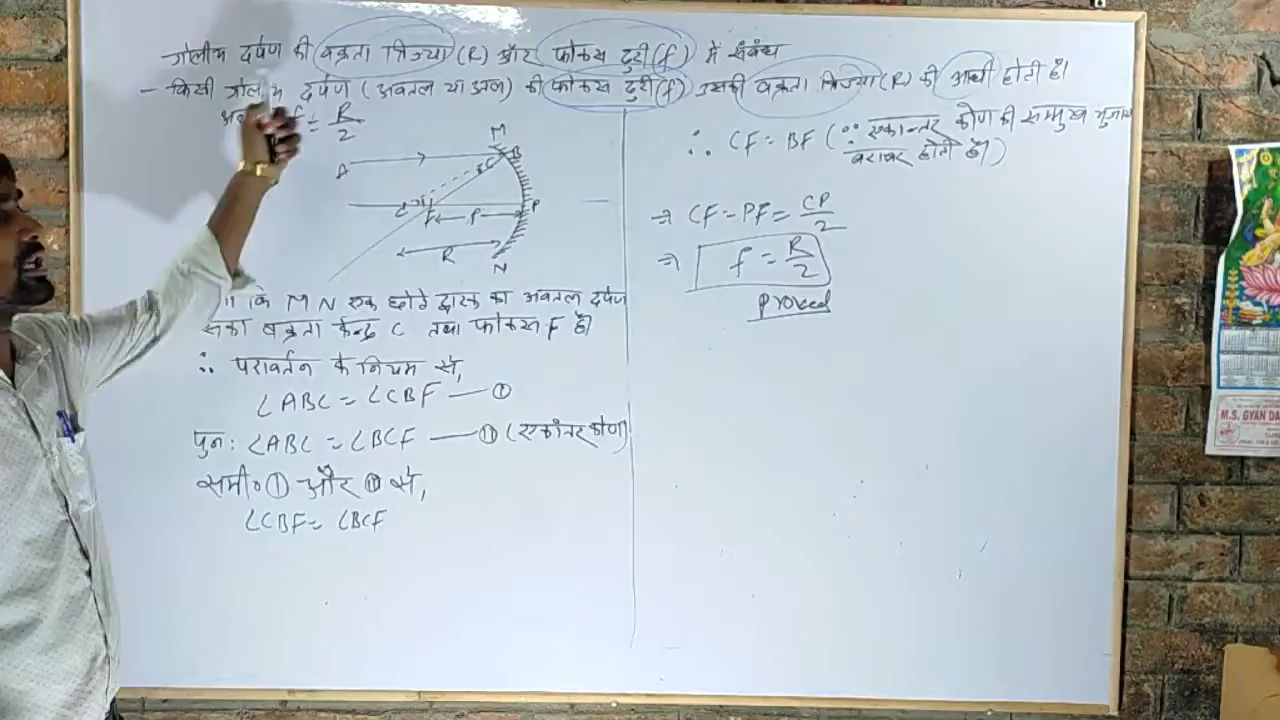 गोलीय दर्पण की वक्रता त्रिज्या (R) और फोकस दुरी (f) में संबंध
- किसी गोलीय दर्पण (अवतल या उतल) की फोकस दुरी (f) उसकी वक्रता त्रिज्या (R) की आधी होती है।
f = R/2
M
A
B
C
F
f
P
R
N
कि MN एक छोटे द्वारक का अवतल दर्पण
वक्रता केन्द्र C तथा फोकस F है।
∴ परावर्तन के नियम से,
∠ABC = ∠CBF — ①
पुन: ∠ABC = ∠BCF — ⑪ (एकांतर कोण)
समी० ① और ⑪ से,
∠CBF = ∠BCF
∴ CF = BF (∵ एकान्तर कोण की सम्मुख भुजाएँ
बराबर होती है।)
⇒ CF = PF = CP/2
⇒ f = R/2
proved
M.S. GYAN DA